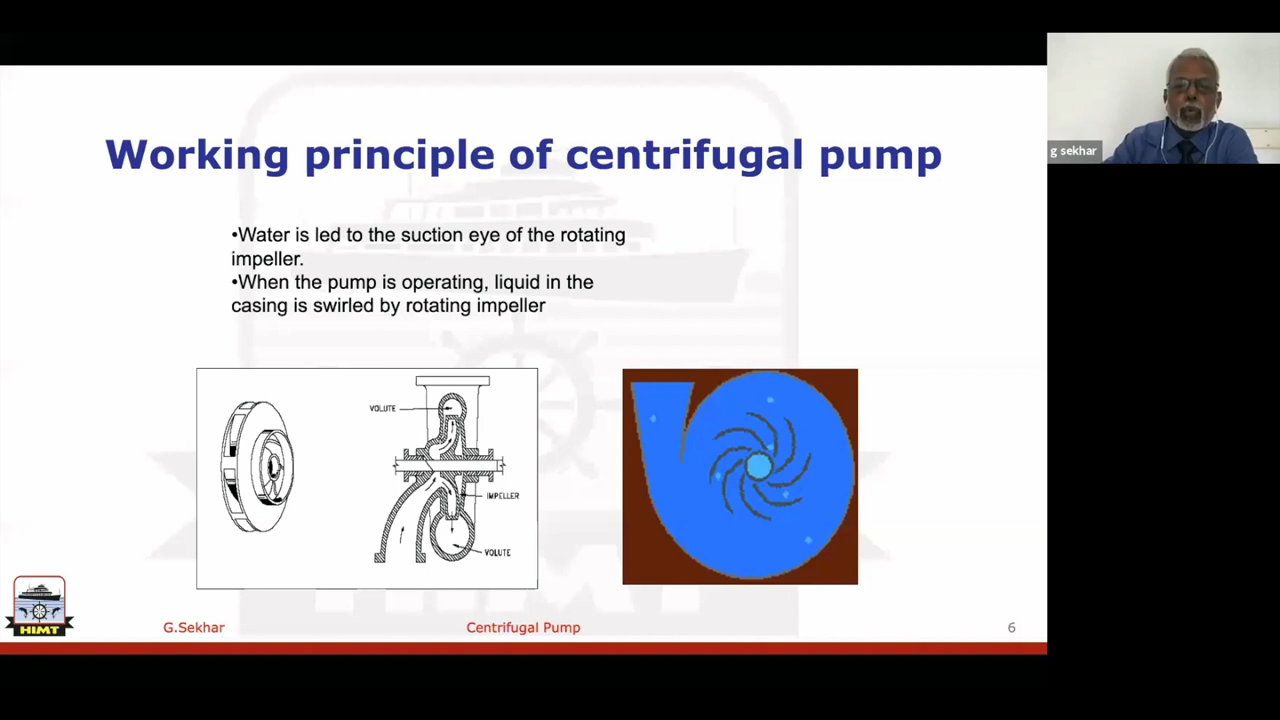 g sekhar
Working principle of centrifugal pump
•Water is led to the suction eye of the rotating
impeller.
•When the pump is operating, liquid in the
casing is swirled by rotating impeller
VOLUTE
IMPELLER
VOLUTE
HIMT
G.Sekhar
Centrifugal Pump
6